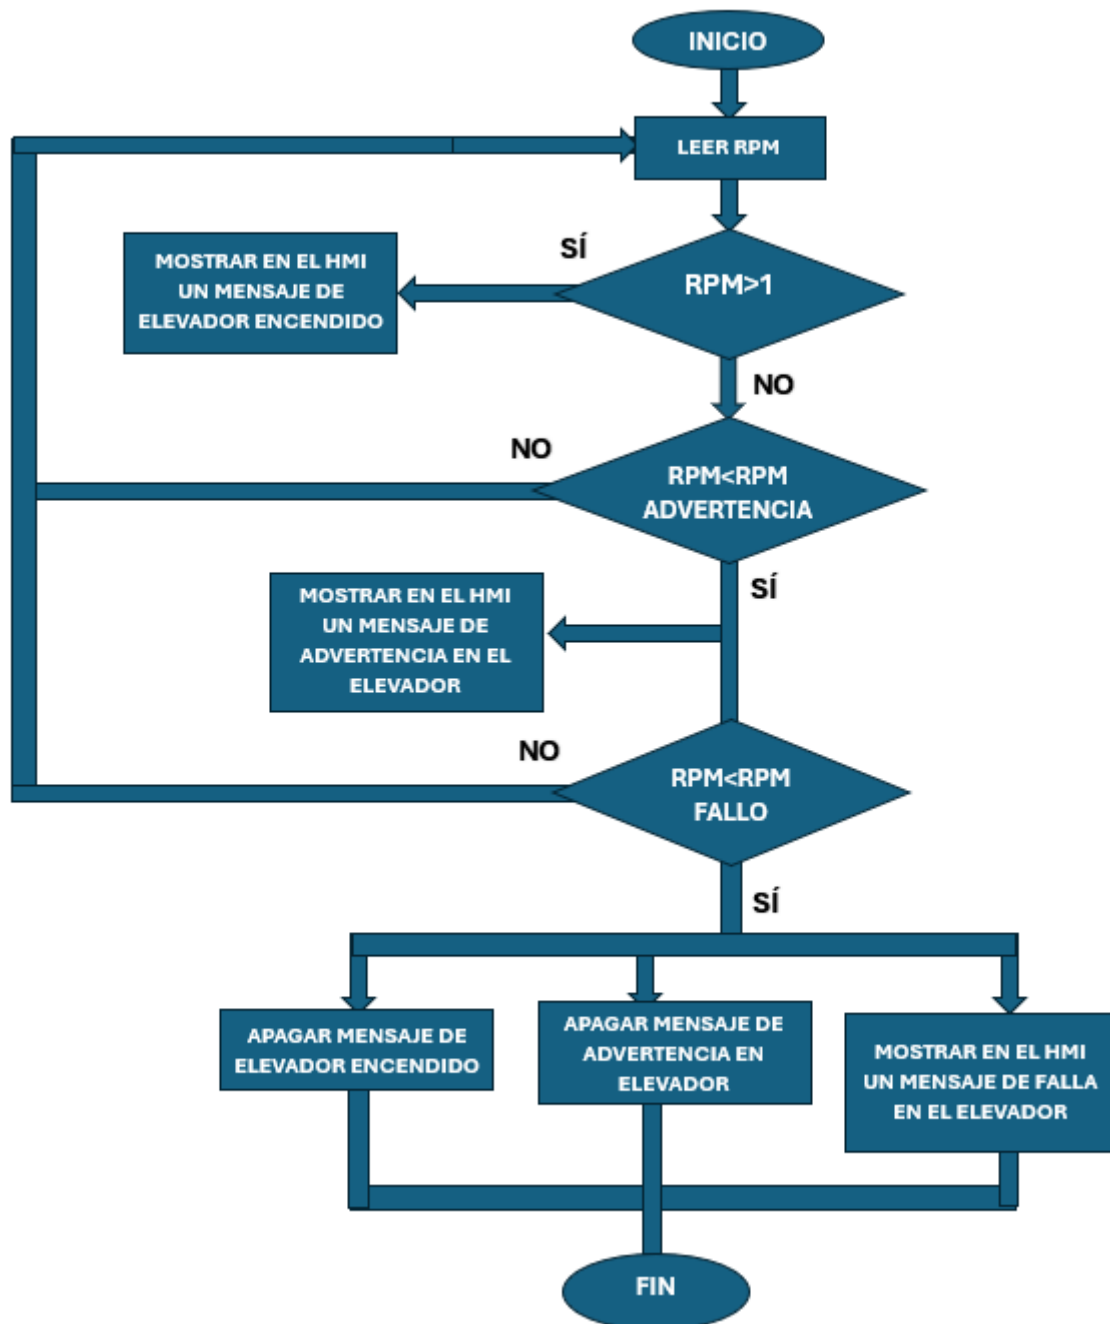 INICIO
LEER RPM
SÍ
RPM>1
MOSTRAR EN EL HMI
UN MENSAJE DE
ELEVADOR ENCENDIDO
NO
NO
RPM<RPM
ADVERTENCIA
SÍ
MOSTRAR EN EL HMI
UN MENSAJE DE
ADVERTENCIA EN EL
ELEVADOR
NO
RPM<RPM
FALLO
SÍ
APAGAR MENSAJE DE
ELEVADOR ENCENDIDO
APAGAR MENSAJE DE
ADVERTENCIA EN
ELEVADOR
MOSTRAR EN EL HMI
UN MENSAJE DE FALLA
EN EL ELEVADOR
FIN